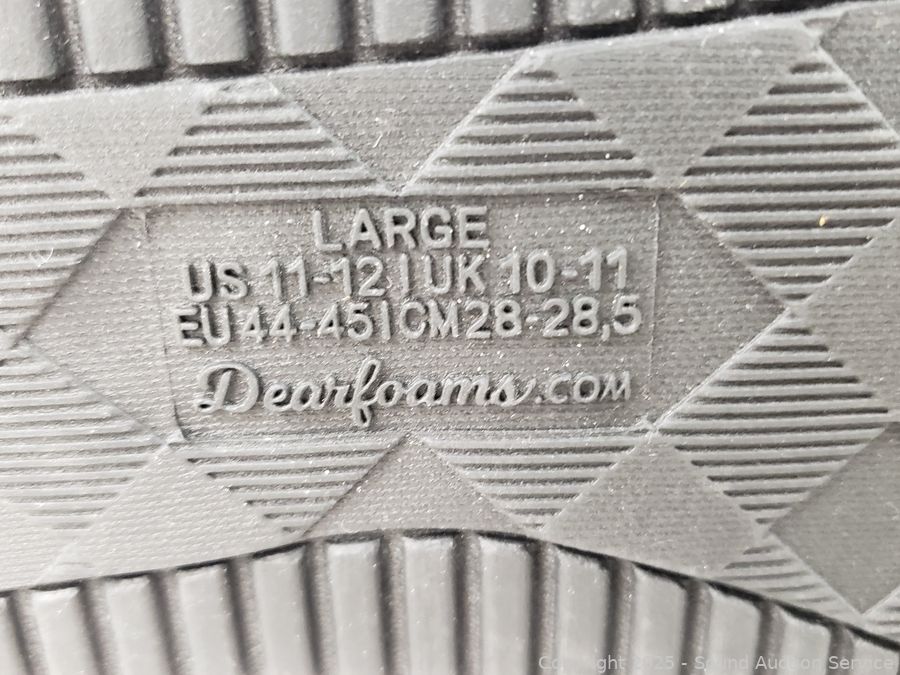 LARGE
US 11-12 | UK 10-11
EU 44-45 | CM 28-28,5
Dearfoams.COM
Copyright 2025 - Sound Auction Service